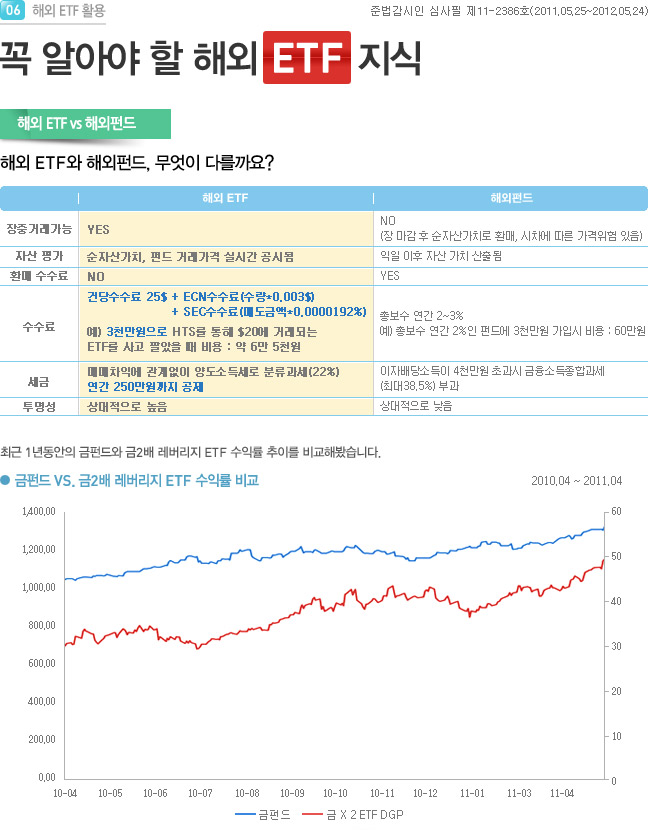 06 해외 ETF 활용
준법감시인 심사필 제11-2386호(2011.05.25~2012.05.24)
꼭 알아야 할 해외 ETF 지식
해외 ETF vs 해외펀드
해외 ETF와 해외펀드, 무엇이 다를까요?
해외 ETF
해외펀드
장중거래가능
YES
NO
(장 마감 후 순자산가치로 환매, 시차에 따른 가격위험 있음)
자산 평가
순자산가치, 펀드 거래가격 실시간 공시됨
익일 이후 자산 가치 산출됨
환매 수수료
NO
YES
수수료
건당수수료 25$ + ECN수수료(수량*0.003$)
+ SEC수수료(매도금액*0.0000192%)
예) 3천만원으로 HTS를 통해 $20에 거래되는
ETF를 사고 팔았을 때 비용 : 약 6만 5천원
총보수 연간 2~3%
예) 총보수 연간 2%인 펀드에 3천만원 가입시 비용 : 60만원
세금
매매차익에 관계없이 양도소득세로 분류과세(22%)
연간 250만원까지 공제
이자배당소득이 4천만원 초과시 금융소득종합과세
(최대38.5%) 부과
투명성
상대적으로 높음
상대적으로 낮음
최근 1년동안의 금펀드와 금2배 레버리지 ETF 수익률 추이를 비교해봤습니다.
금펀드 VS. 금2배 레버리지 ETF 수익률 비교
2010.04 ~ 2011.04
1,400,00
1,200,00
1,000,00
800,00
600,00
400,00
200,00
0,00
60
50
40
30
20
10
0
10-04 10-05 10-06 10-07 10-08 10-09 10-10 10-11 10-12 11-01 11-03 11-04
금펀드 금 X 2 ETF DGP